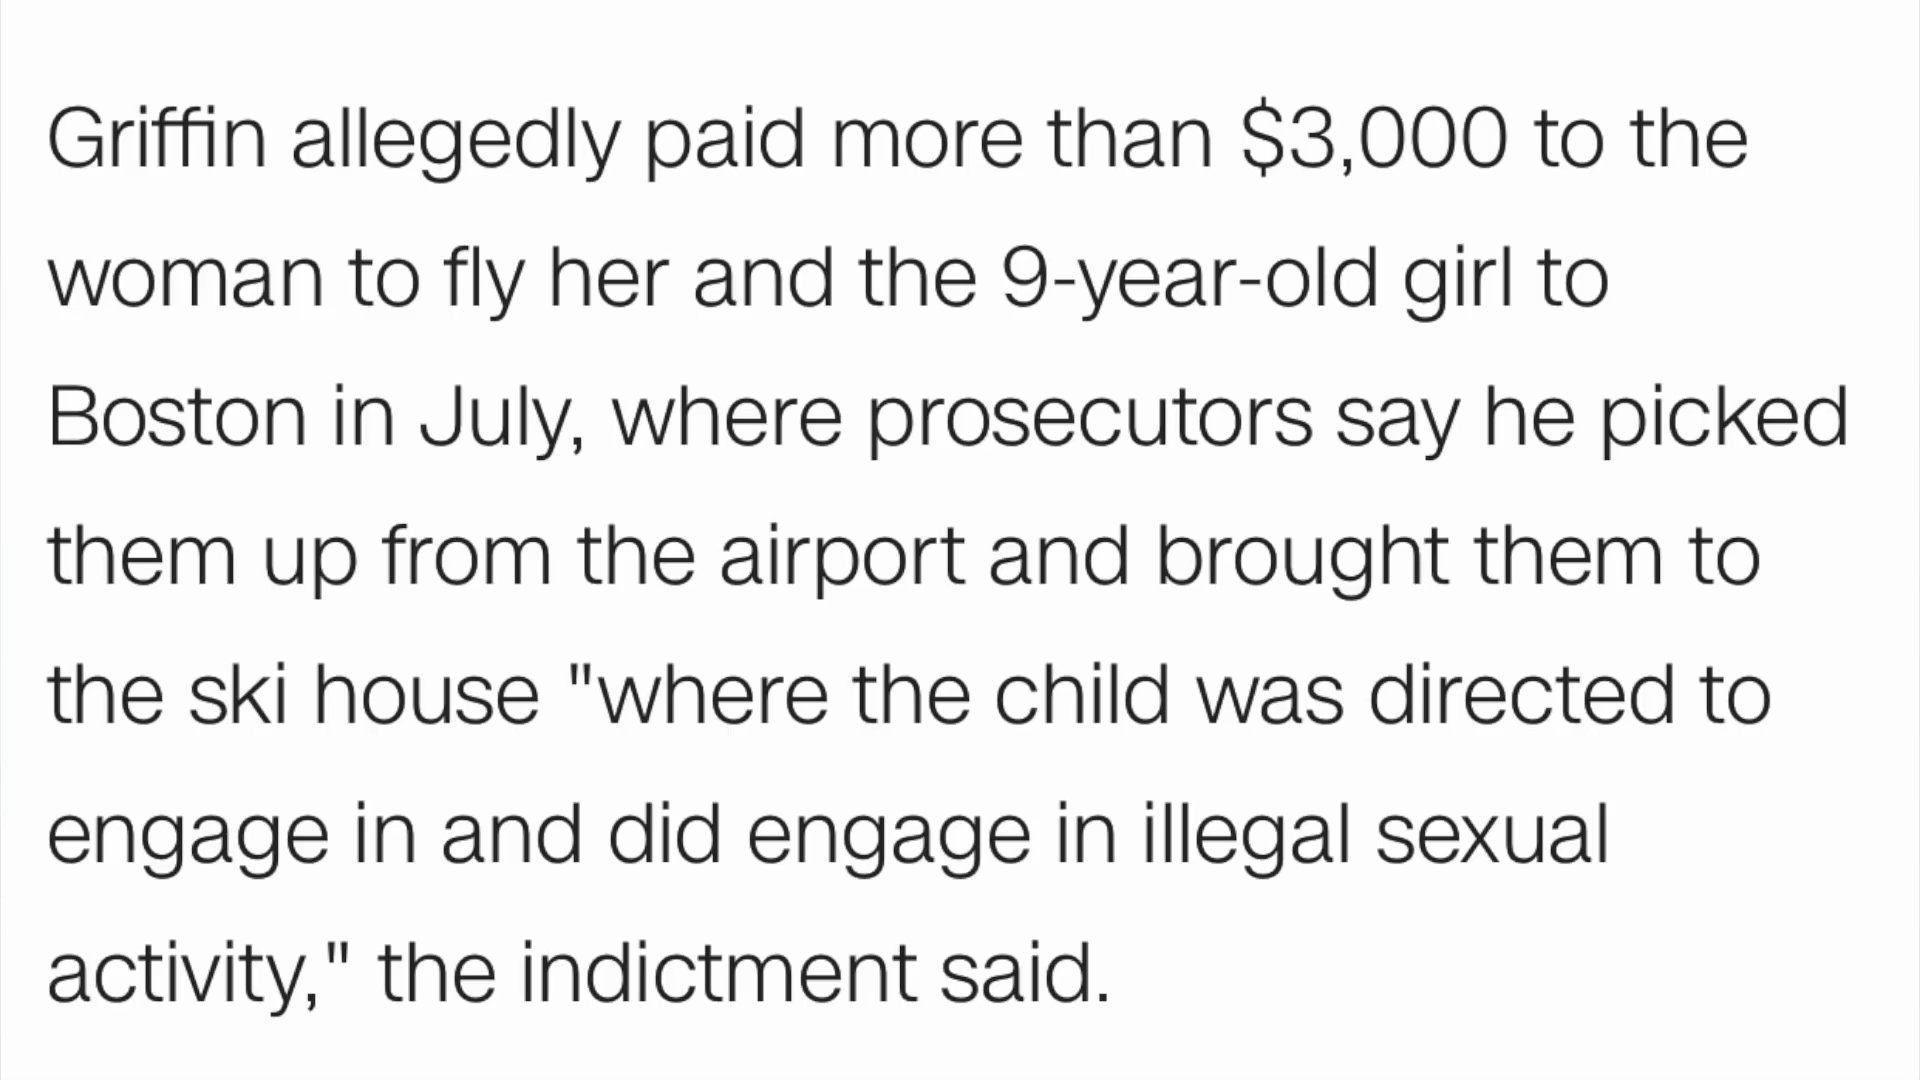 Griffin allegedly paid more than $3,000 to the
woman to fly her and the 9-year-old girl to
Boston in July, where prosecutors say he picked
them up from the airport and brought them to
the ski house "where the child was directed to
engage in and did engage in illegal sexual
activity," the indictment said.